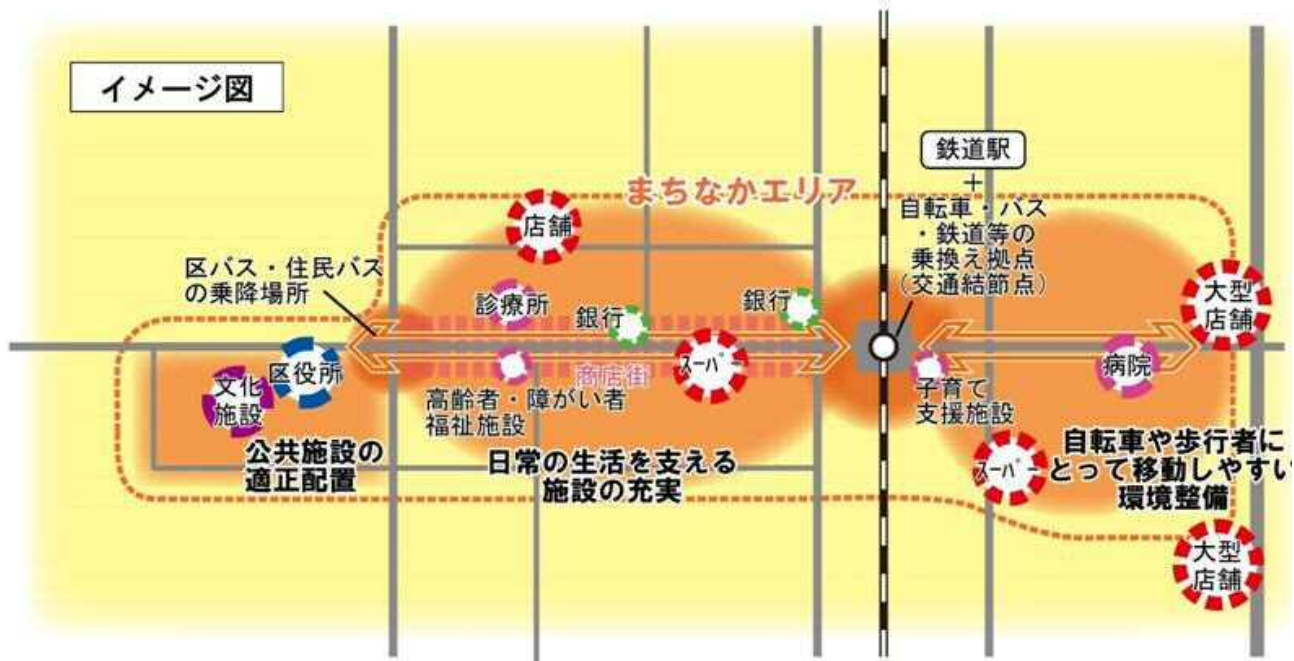 イメージ図
まちなかエリア
鉄道駅
+
自転車・バス
・鉄道等の
乗換え拠点
(交通結節点)
店舗
区バス・住民バス
の乗降場所
診療所
銀行
銀行
大型
店舗
文化
施設
区役所
商店街
スーパー
高齢者・障がい者
福祉施設
子育て
支援施設
病院
公共施設の
適正配置
日常の生活を支える
施設の充実
スーパー
自転車や歩行者に
とって移動しやすい
環境整備
大型
店舗